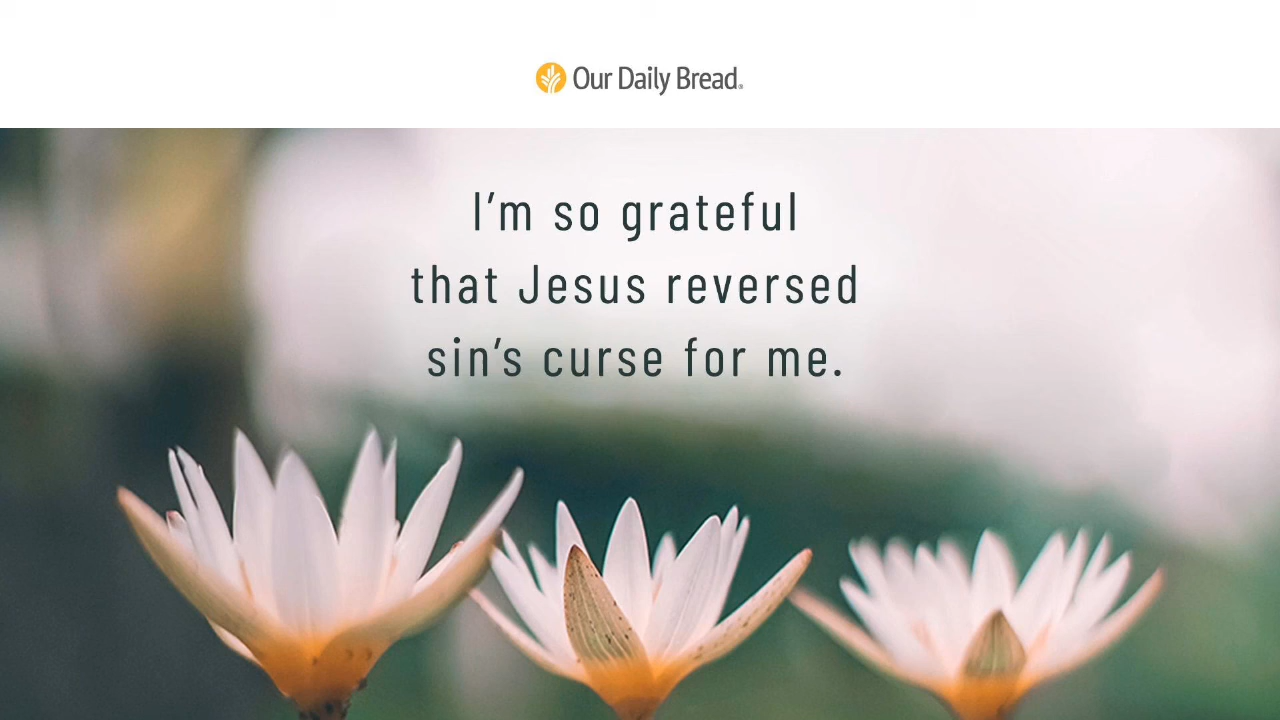 Our Daily Bread®
I'm so grateful
that Jesus reversed
sin's curse for me.